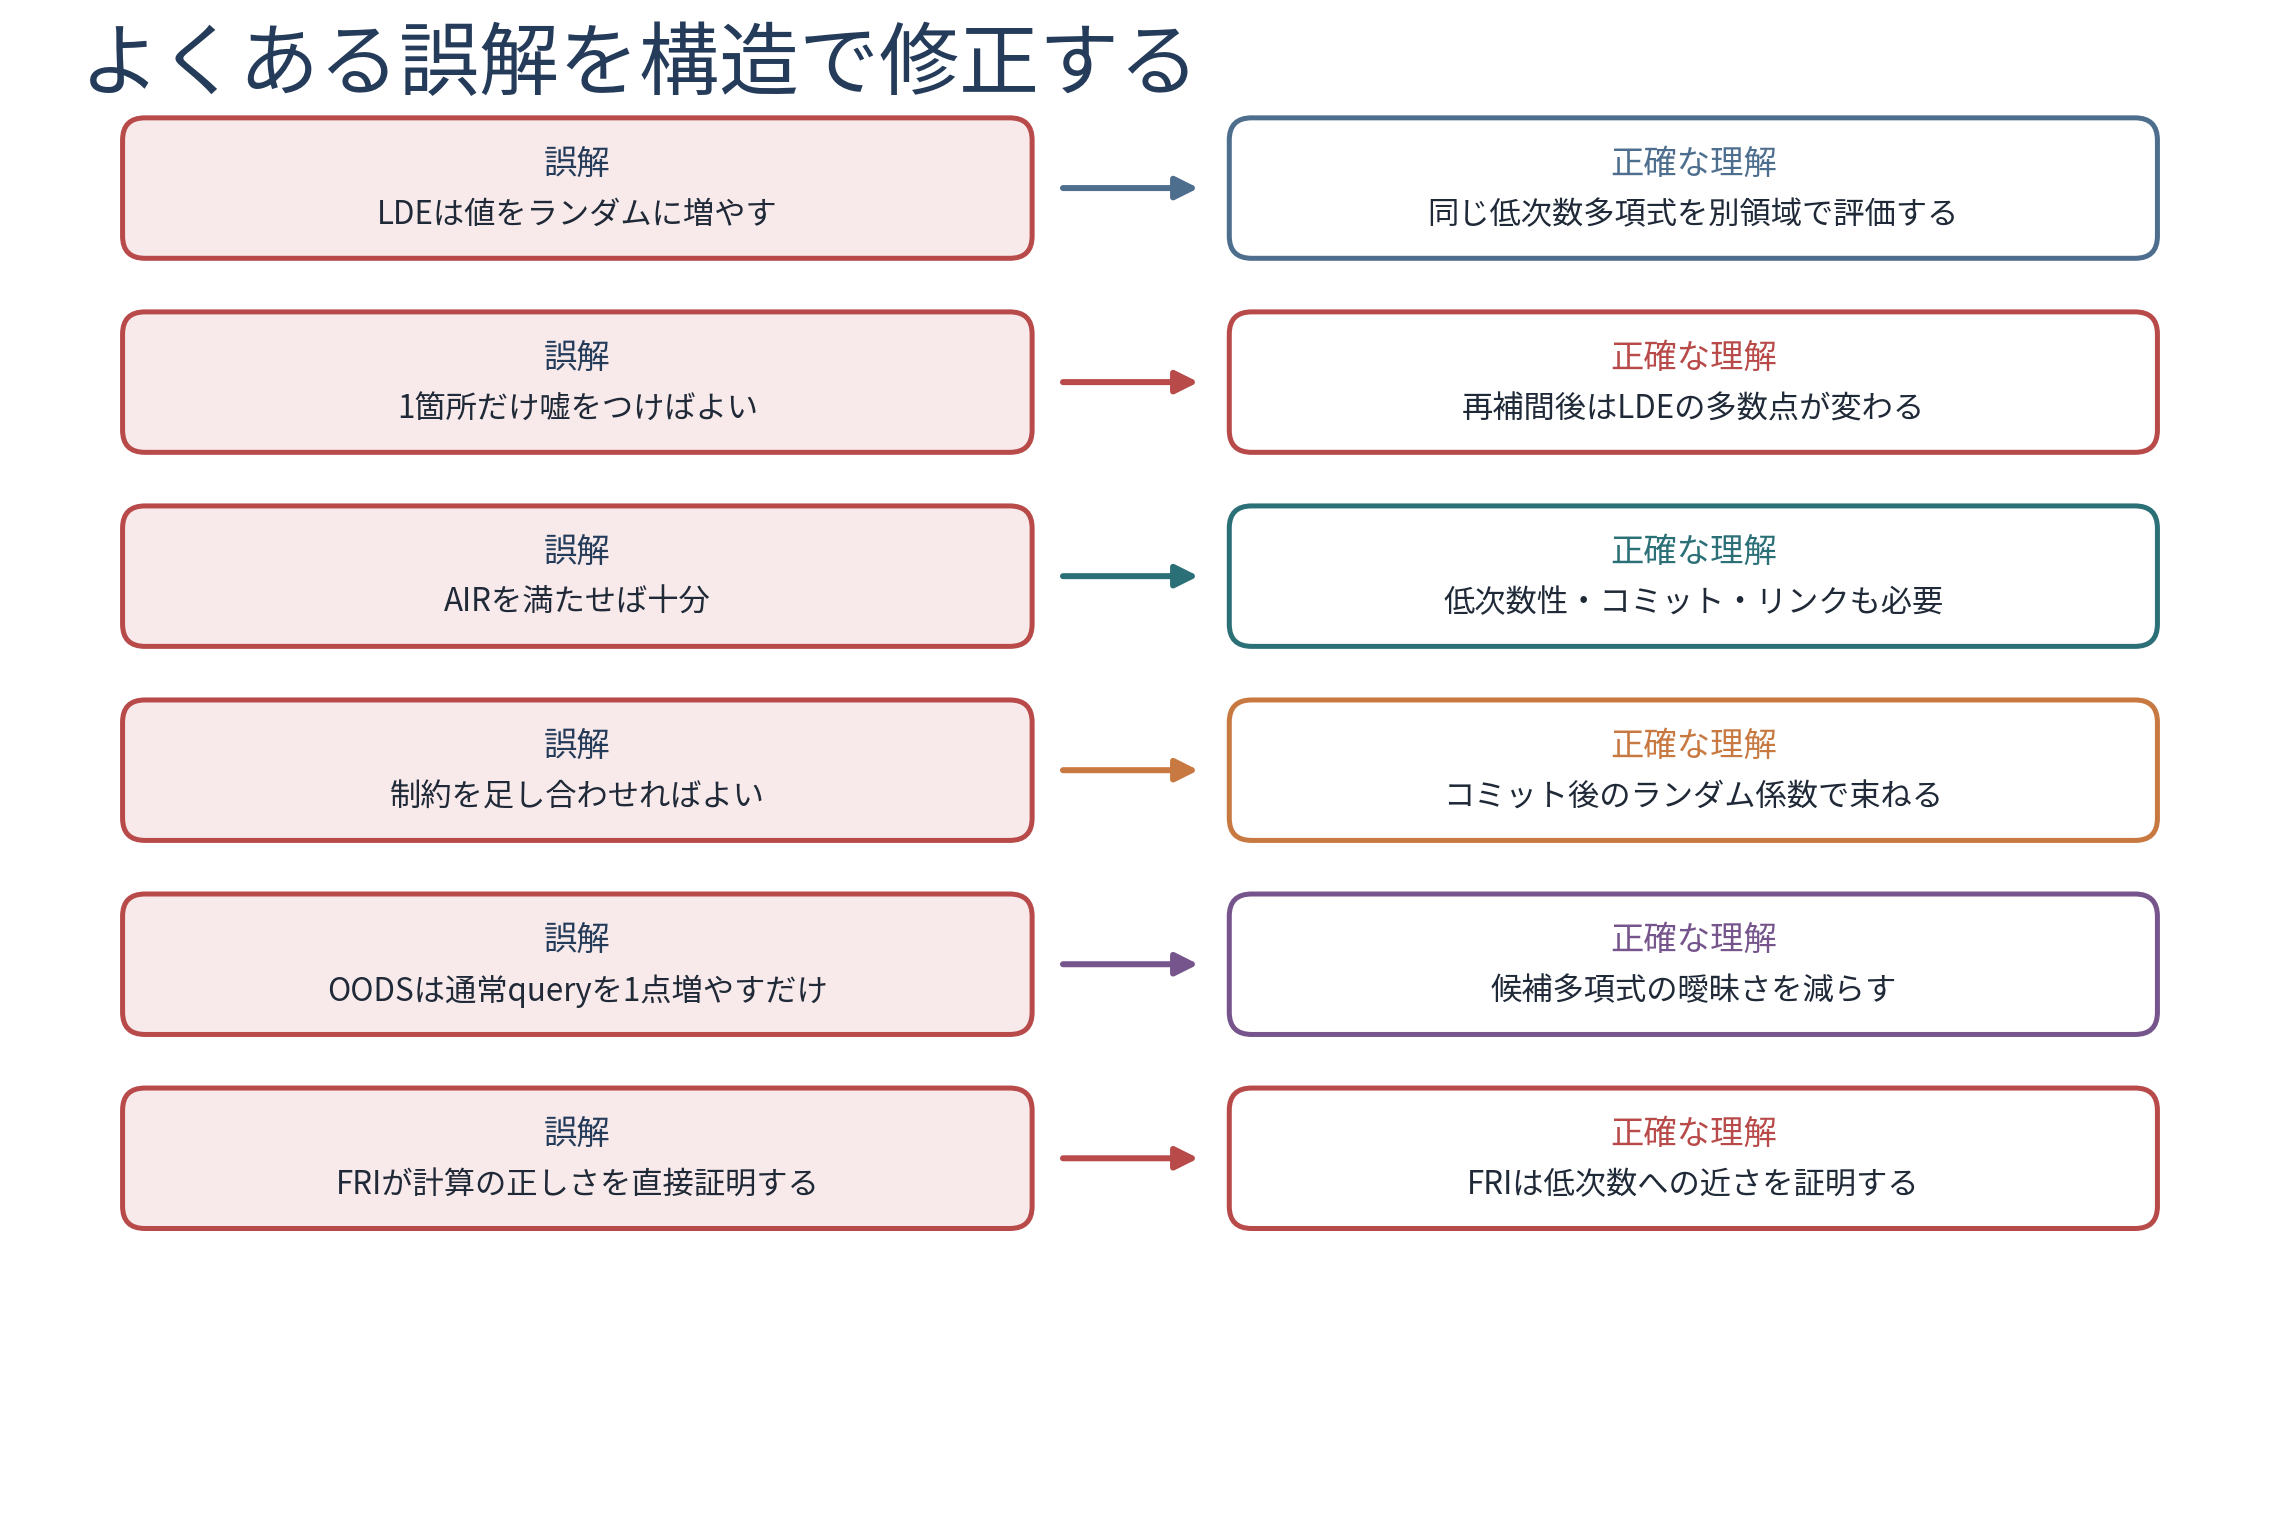 よくある誤解を構造で修正する
誤解
LDEは値をランダムに増やす
正確な理解
同じ低次数多項式を別領域で評価する
誤解
1箇所だけ嘘をつけばよい
正確な理解
再補間後はLDEの多数点が変わる
誤解
AIRを満たせば十分
正確な理解
低次数性・コミット・リンクも必要
誤解
制約を足し合わせればよい
正確な理解
コミット後のランダム係数で束ねる
誤解
OODSは通常queryを1点増やすだけ
正確な理解
候補多項式の曖昧さを減らす
誤解
FRIが計算の正しさを直接証明する
正確な理解
FRIは低次数への近さを証明する